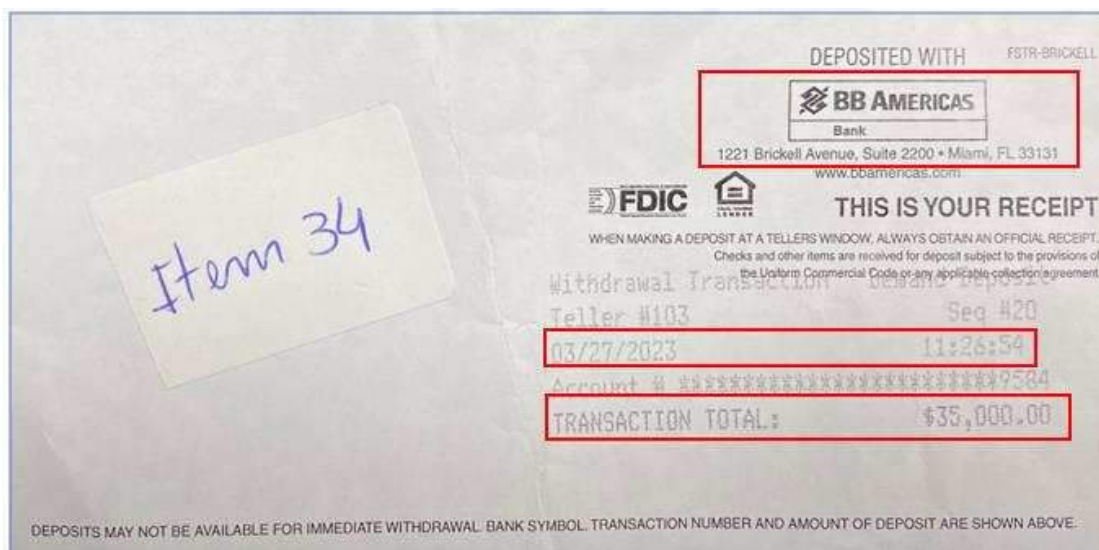 DEPOSITED WITH FSTR-BRICKELL
BB AMERICAS
Bank
1221 Brickell Avenue, Suite 2200 • Miami, FL 33131
www.bbamericas.com
FDIC
LENDER
THIS IS YOUR RECEIPT
WHEN MAKING A DEPOSIT AT A TELLERS WINDOW, ALWAYS OBTAIN AN OFFICIAL RECEIPT.
Checks and other items are received for deposit subject to the provisions of
the Uniform Commercial Code or any applicable collection agreement
Item 34
Withdrawal Transaction Demand Deposit
Teller #103 Seq #20
03/27/2023 11:26:54
Account # *************************9584
TRANSACTION TOTAL: $35,000.00
DEPOSITS MAY NOT BE AVAILABLE FOR IMMEDIATE WITHDRAWAL. BANK SYMBOL. TRANSACTION NUMBER AND AMOUNT OF DEPOSIT ARE SHOWN ABOVE.